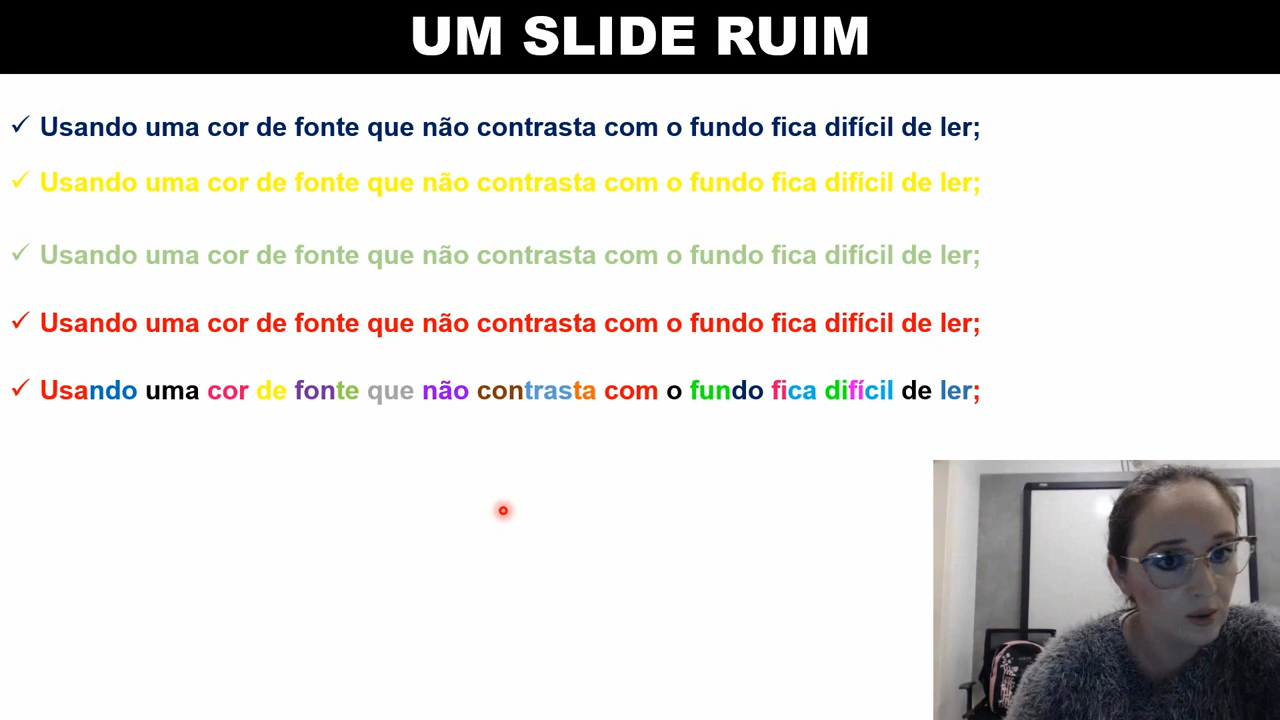 UM SLIDE RUIM
✓ Usando uma cor de fonte que não contrasta com o fundo fica difícil de ler;
✓ Usando uma cor de fonte que não contrasta com o fundo fica difícil de ler;
✓ Usando uma cor de fonte que não contrasta com o fundo fica difícil de ler;
✓ Usando uma cor de fonte que não contrasta com o fundo fica difícil de ler;
✓ Usando uma cor de fonte que não contrasta com o fundo fica difícil de ler;